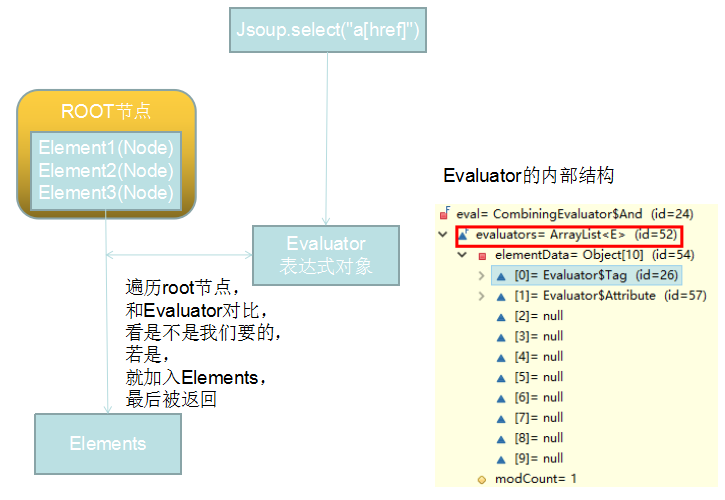 Jsoup.select("a[href]")
ROOT节点
Element1(Node)
Element2(Node)
Element3(Node)
Evaluator
表达式对象
遍历root节点，
和Evaluator对比，
看是不是我们要的，
若是，
就加入Elements，
最后被返回
Elements
Evaluator的内部结构
eval= CombiningEvaluator$And (id=24)
evaluators= ArrayList<E> (id=52)
elementData= Object[10] (id=54)
[0]= Evaluator$Tag (id=26)
[1]= Evaluator$Attribute (id=57)
[2]= null
[3]= null
[4]= null
[5]= null
[6]= null
[7]= null
[8]= null
[9]= null
modCount= 1